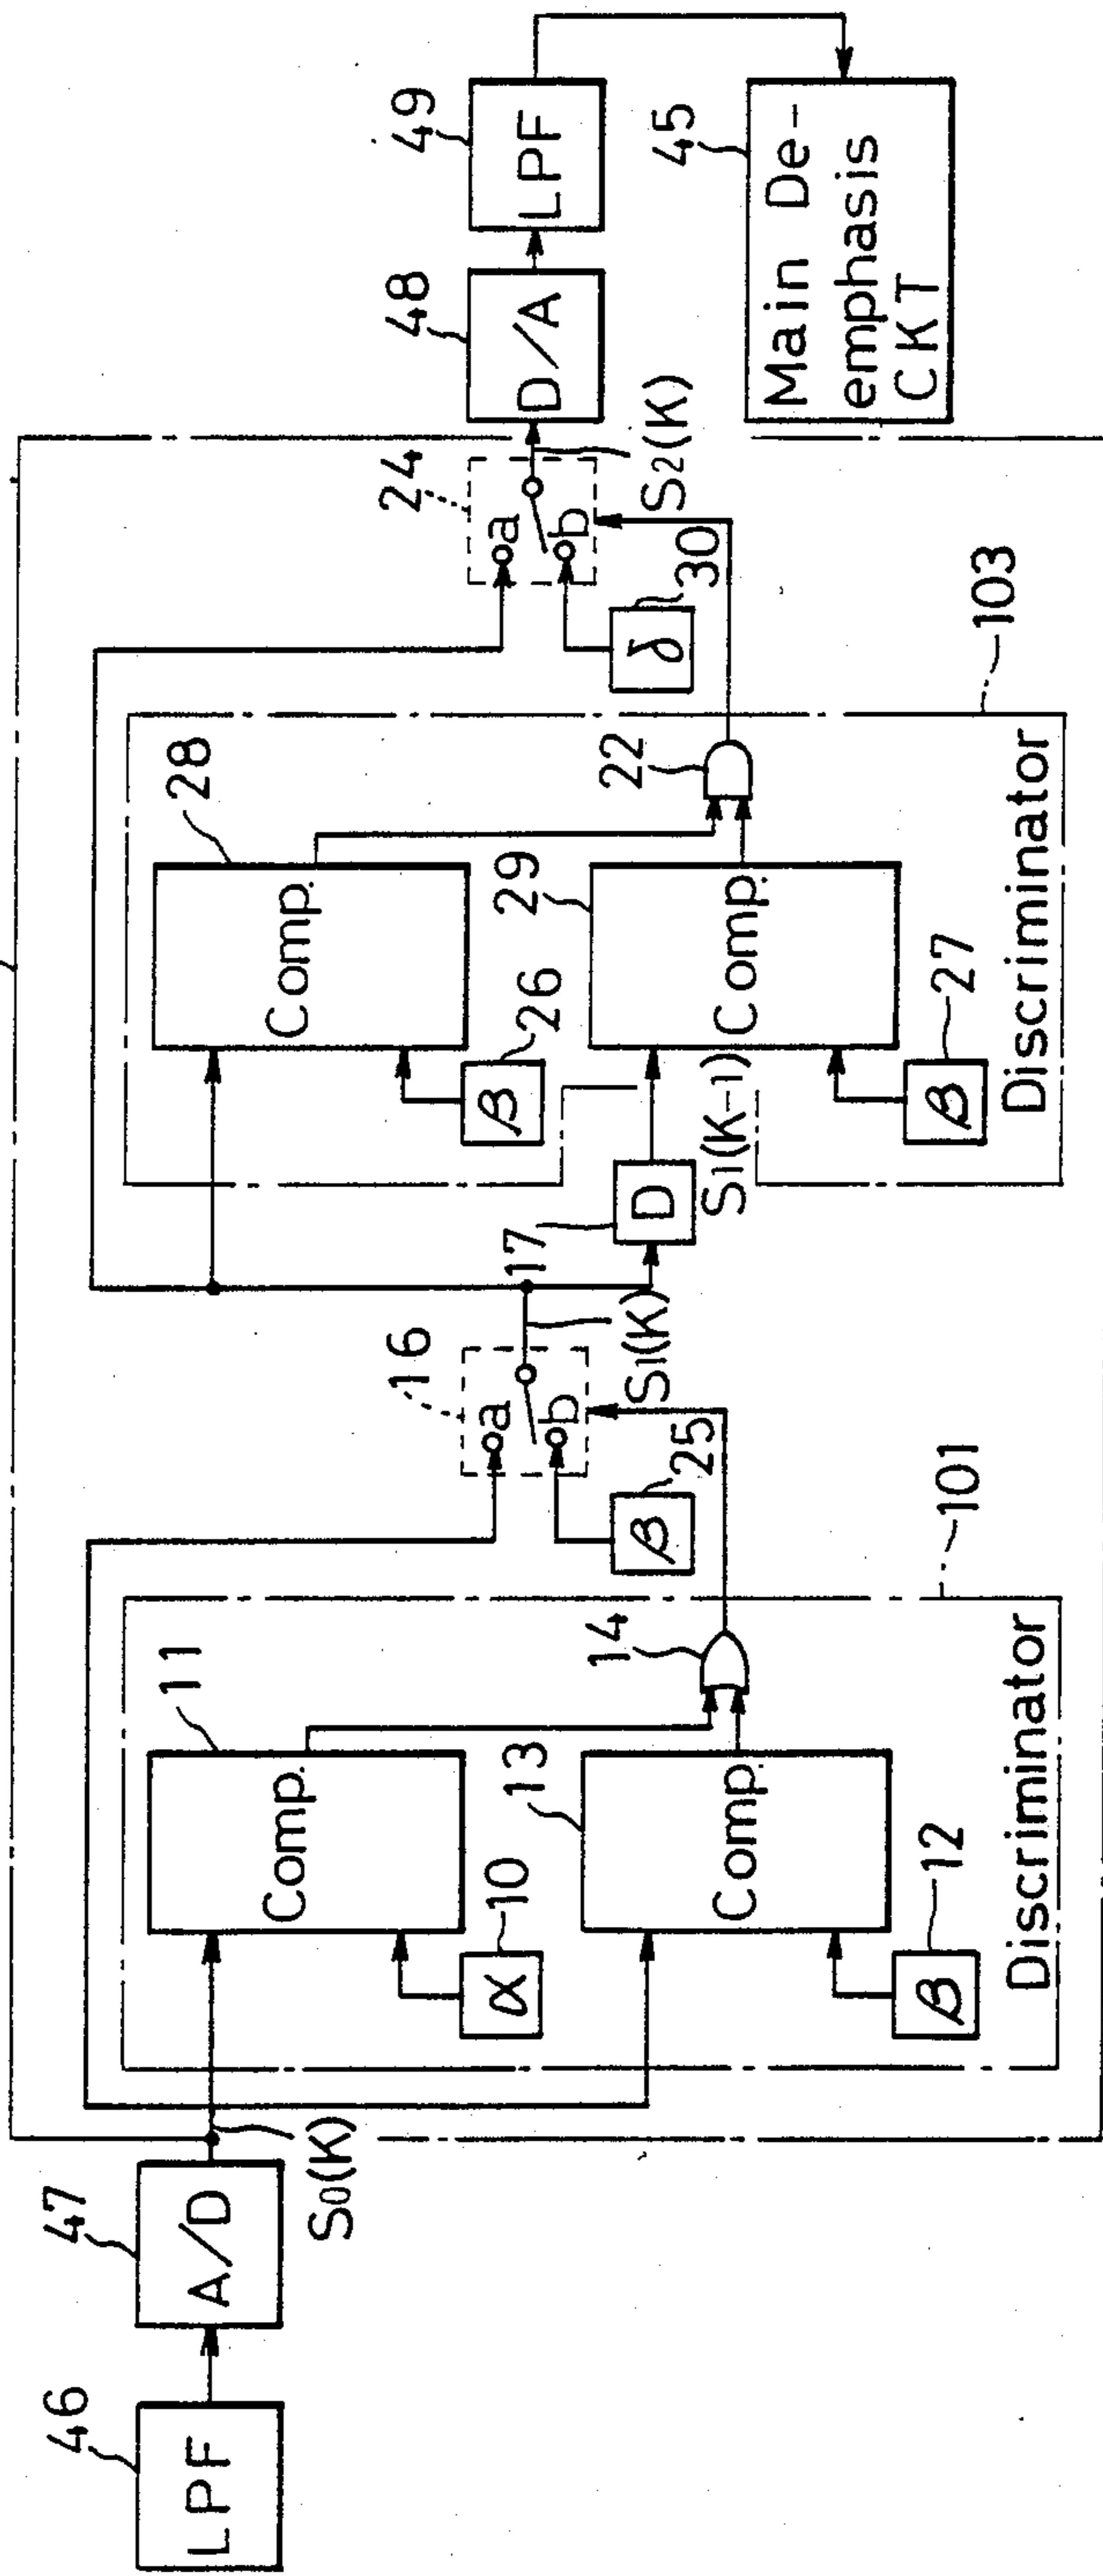 46
LPF
47
A/D
S0(K)
11
Comp.
10
α
13
Comp.
12
β
14
Discriminator
101
16
a
b
25
β
S1(K)
17
D
S1(K-1)
28
Comp.
26
β
29
Comp.
27
β
22
Discriminator
103
24
a
b
30
δ
S2(K)
48
D/A
49
LPF
45
Main De-
emphasis
CKT